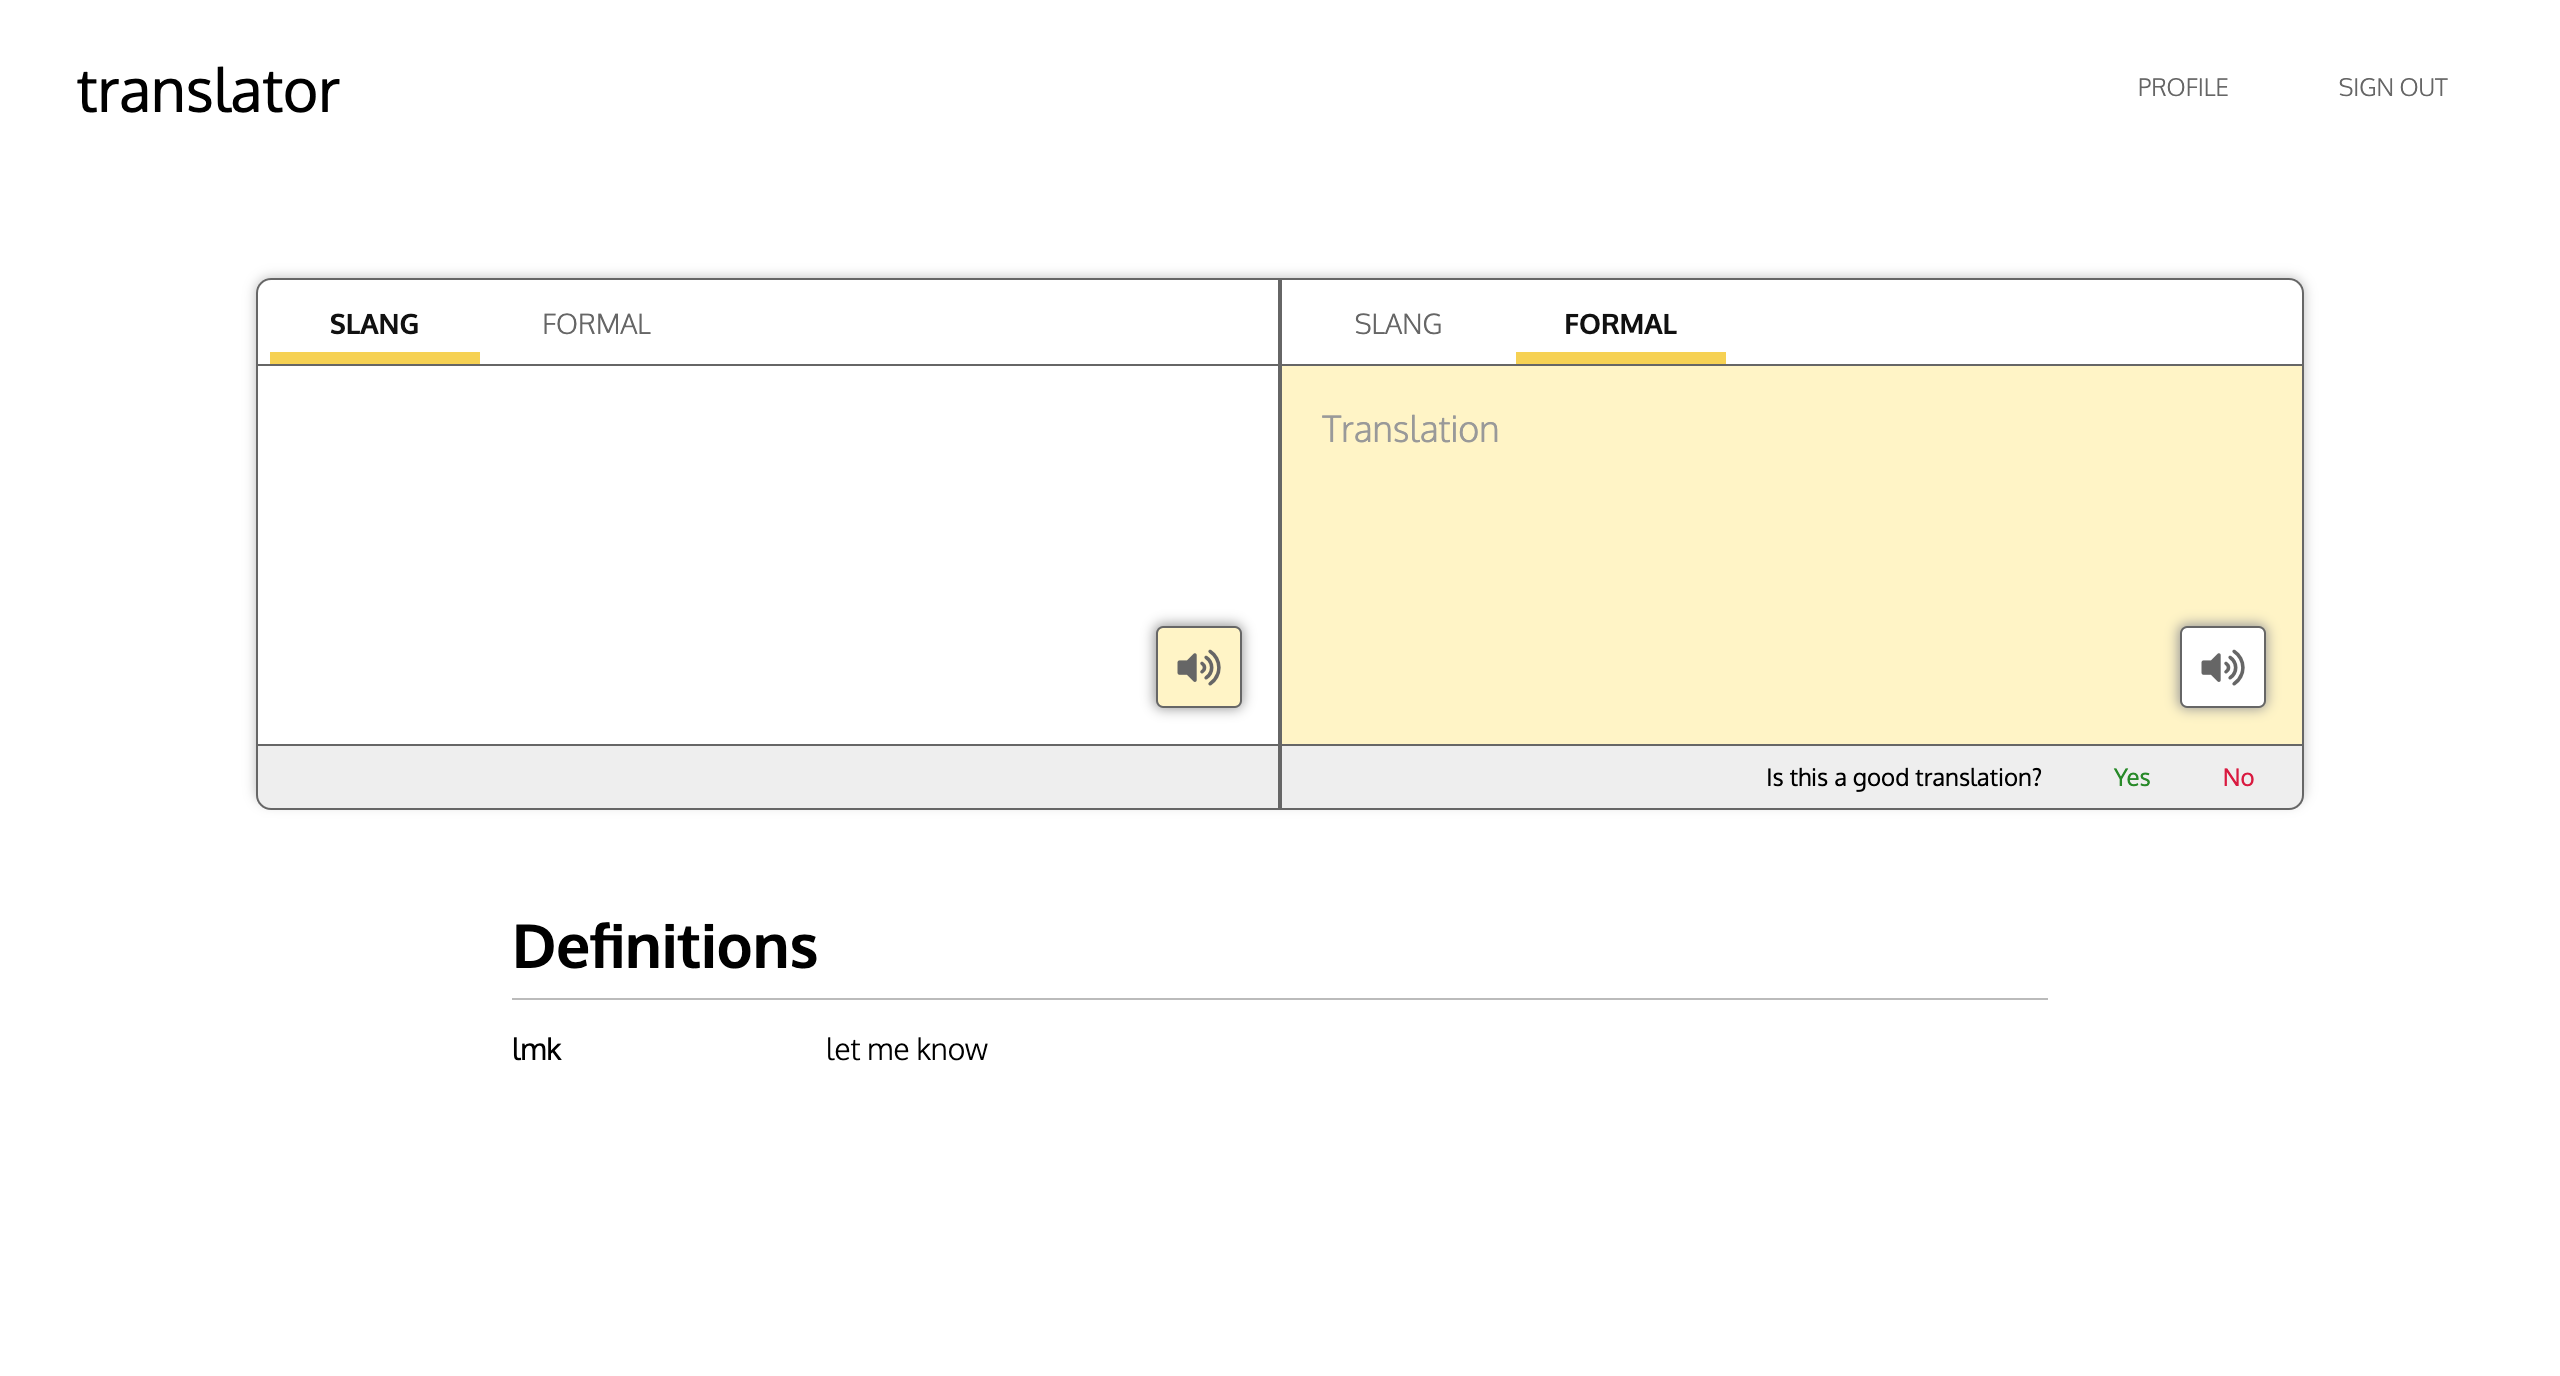 translator
PROFILE
SIGN OUT
SLANG
FORMAL
SLANG
FORMAL
Translation
Is this a good translation?
Yes
No
Definitions
lmk
let me know